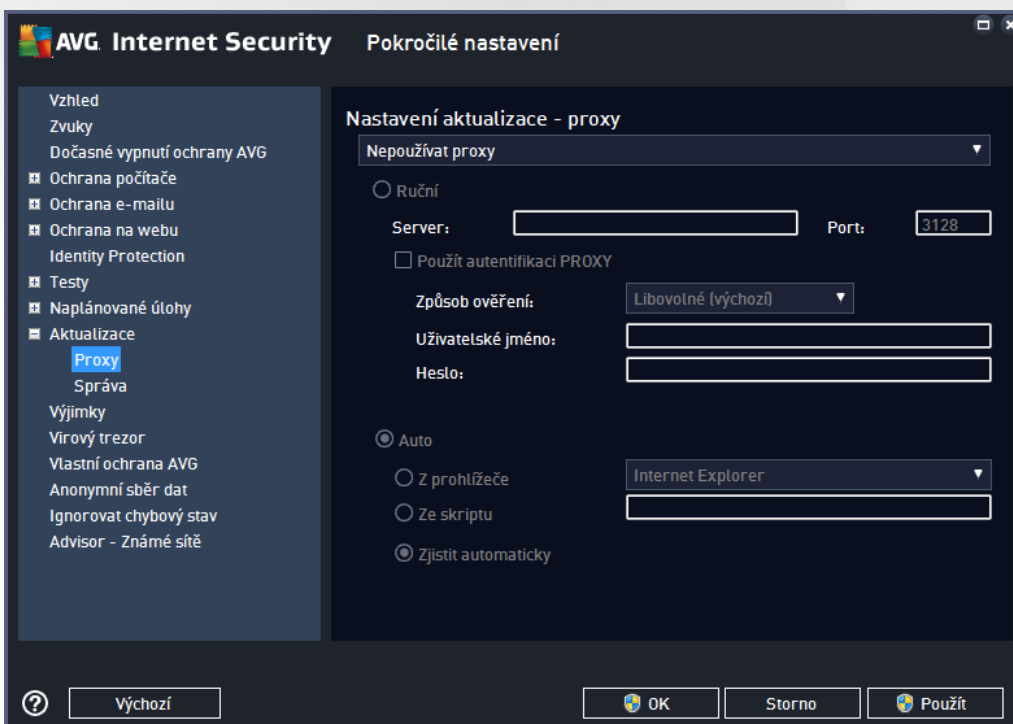 AVG. Internet Security Pokročilé nastavení
Vzhled
Zvuky
Dočasné vypnutí ochrany AVG
Ochrana počítače
Ochrana e-mailu
Ochrana na webu
Identity Protection
Testy
Naplánované úlohy
Aktualizace
Proxy
Správa
Výjimky
Virový trezor
Vlastní ochrana AVG
Anonymní sběr dat
Ignorovat chybový stav
Advisor - Známé sítě
Nastavení aktualizace - proxy
Nepoužívat proxy
Ruční
Server: Port: 3128
Použít autentifikaci PROXY
Způsob ověření: Libovolné (výchozí)
Uživatelské jméno:
Heslo:
Auto
Z prohlížeče Internet Explorer
Ze skriptu
Zjistit automaticky
? Výchozí OK Storno Použít